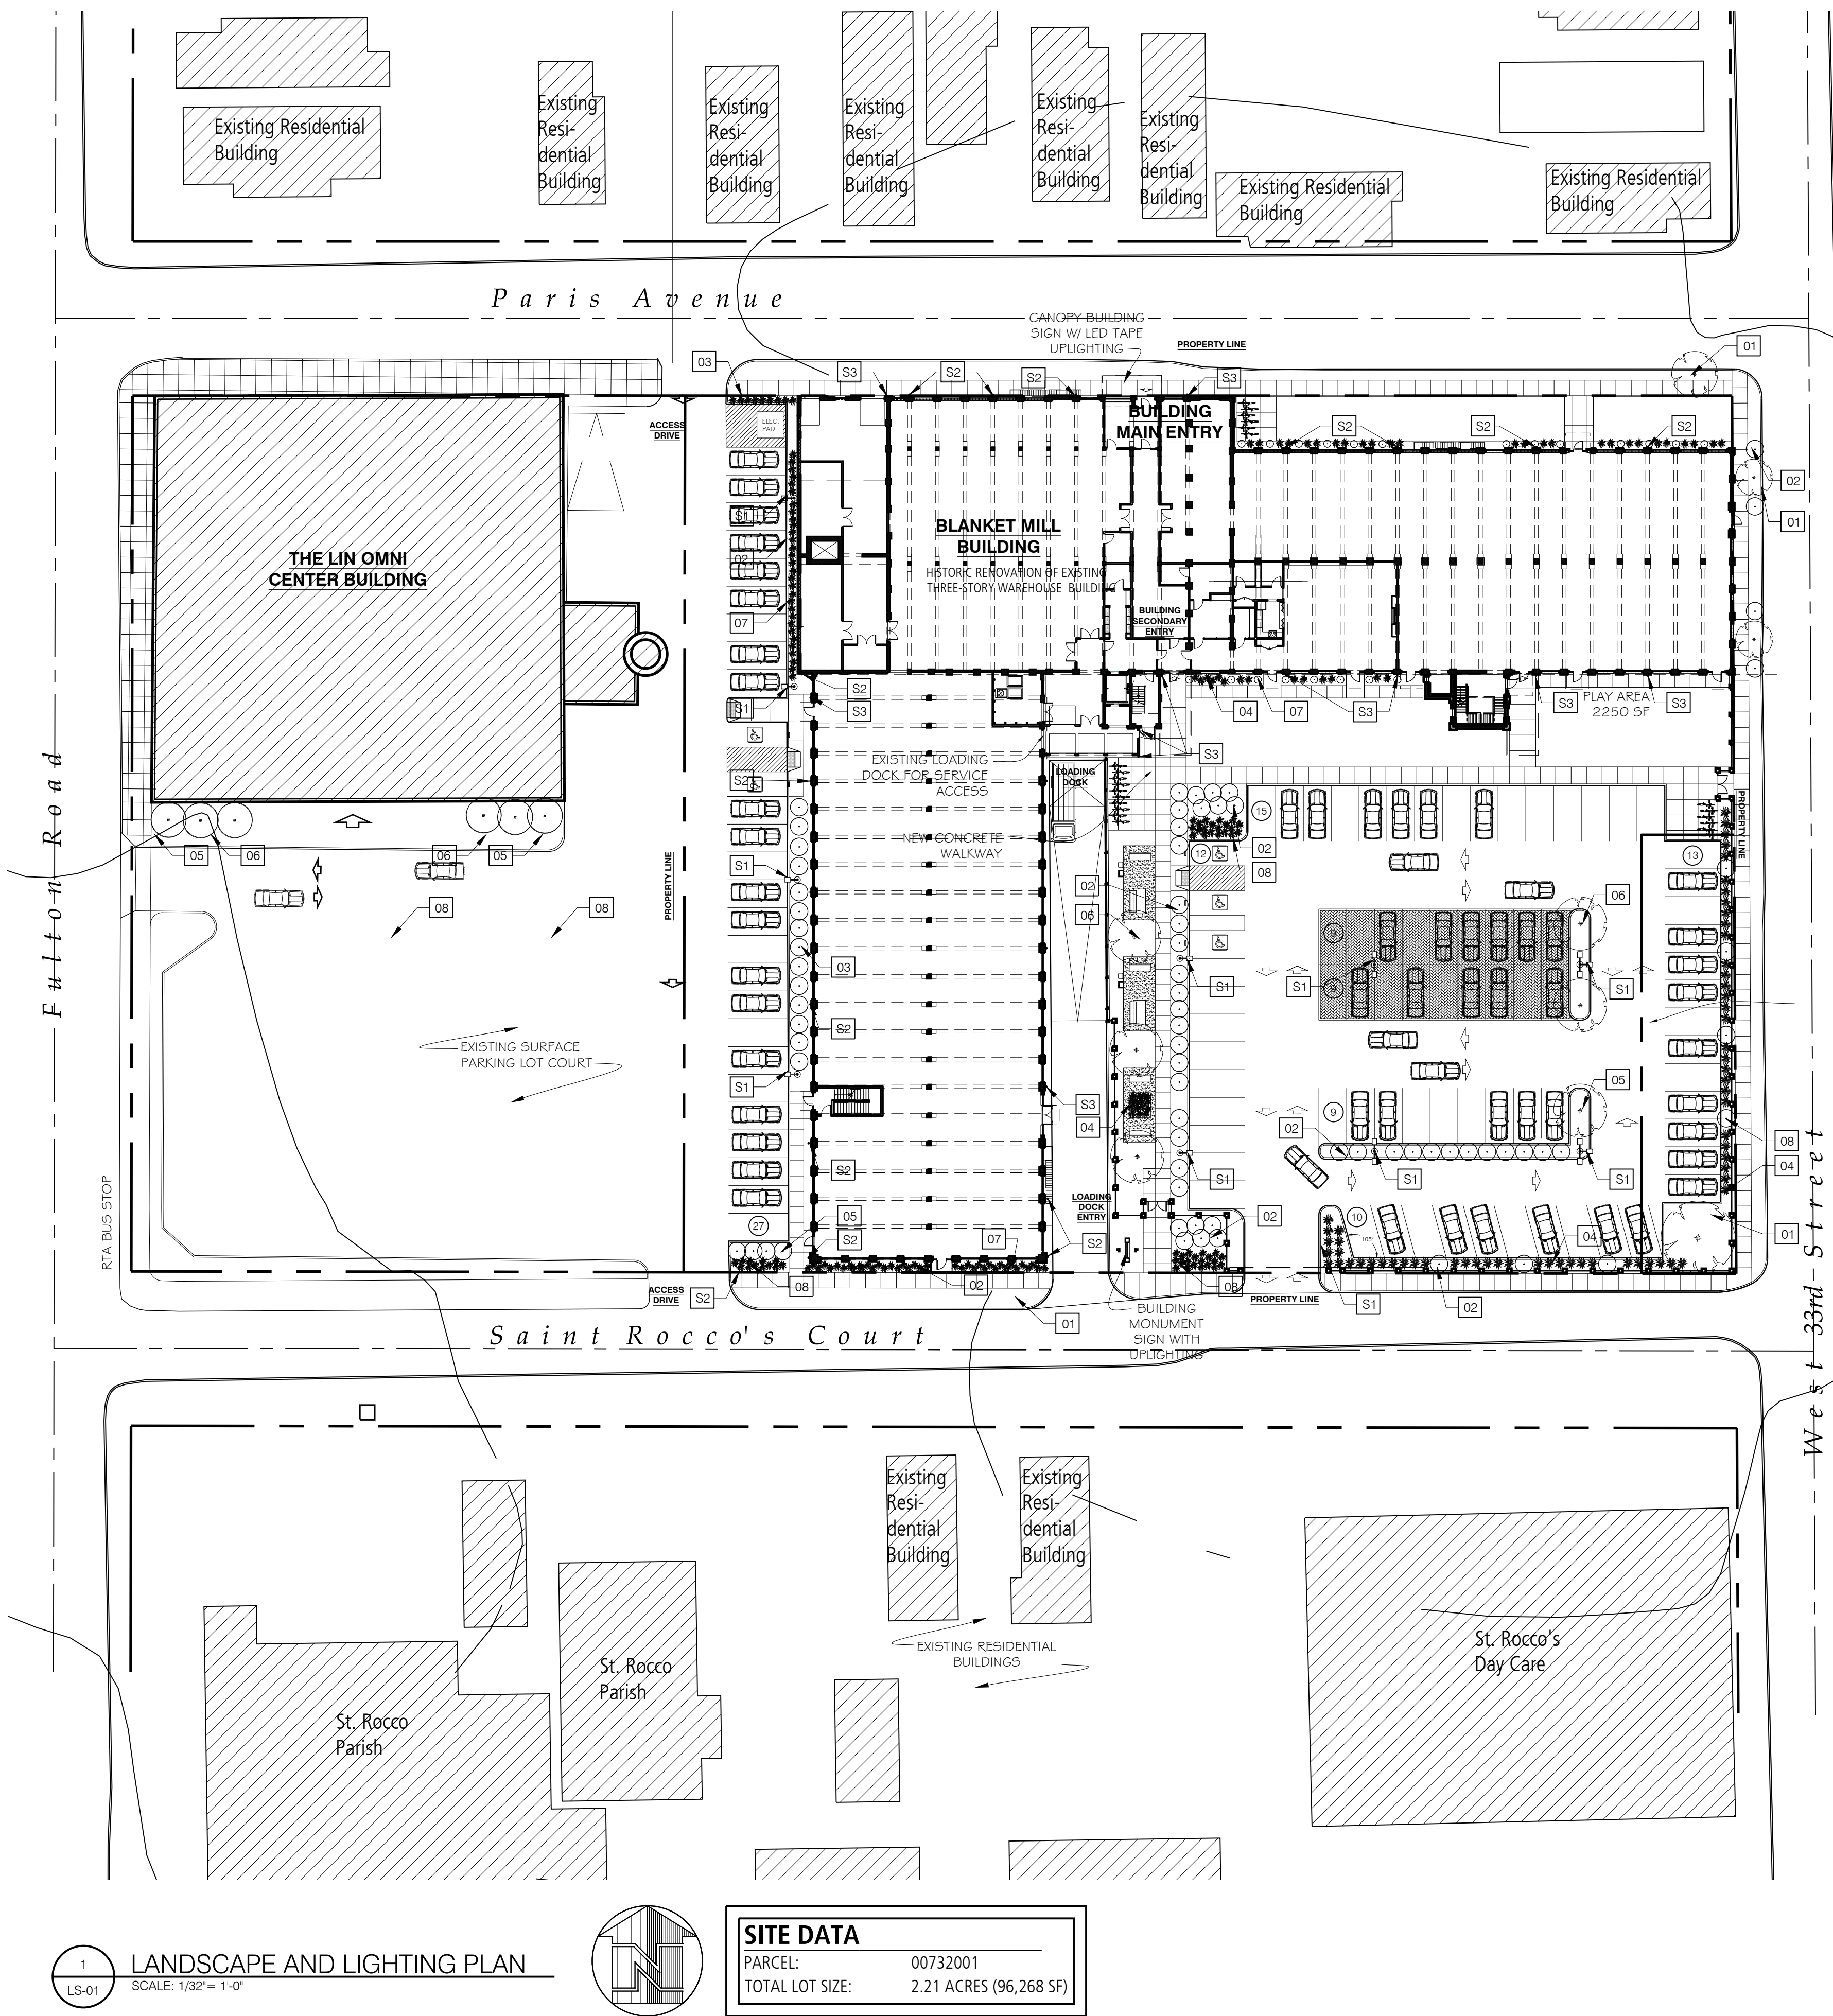 Existing Residential
Building
Existing
Resi-
dential
Building
Existing
Resi-
dential
Building
Existing
Resi-
dential
Building
Existing
Resi-
dential
Building
Existing
Resi-
dential
Building
Existing Residential
Building
Existing Residential
Building
Paris Avenue
CANOPY BUILDING
SIGN W/ LED TAPE
UPLIGHTING
PROPERTY LINE
01
03
S3
S2
S2
S3
ACCESS
DRIVE
ELEC.
PAD
BUILDING
MAIN ENTRY
S2
S2
S2
02
01
S1
02
THE LIN OMNI
CENTER BUILDING
BLANKET MILL
BUILDING
HISTORIC RENOVATION OF EXISTING
THREE-STORY WAREHOUSE BUILDING
07
BUILDING
SECONDARY
ENTRY
S2
S1
S3
04
07
S3
S3
PLAY AREA
2250 SF
S3
Fulton Road
S3
EXISTING LOADING
DOCK FOR SERVICE
ACCESS
LOADING
DOCK
S2
PROPERTY LINE
15
02
12
08
13
NEW CONCRETE
WALKWAY
05
06
06
05
S1
PROPERTY LINE
08
08
02
06
06
9
03
S1
S1
9
S1
S2
EXISTING SURFACE
PARKING LOT COURT
S1
S3
04
05
9
02
08
04
S2
S1
S1
S1
RTA BUS STOP
LOADING
DOCK
ENTRY
27
05
S2
07
S2
02
10
105°
04
01
08
02
08
ACCESS
DRIVE
S2
PROPERTY LINE
S1
02
01
BUILDING
MONUMENT
SIGN WITH
UPLIGHTING
Saint Rocco's Court
West 33rd Street
Existing
Resi-
dential
Building
Existing
Resi-
dential
Building
EXISTING RESIDENTIAL
BUILDINGS
St. Rocco
Parish
St. Rocco
Parish
St. Rocco's
Day Care
1
LS-01
LANDSCAPE AND LIGHTING PLAN
SCALE: 1/32"= 1'-0"
N
SITE DATA
PARCEL: 00732001
TOTAL LOT SIZE: 2.21 ACRES (96,268 SF)